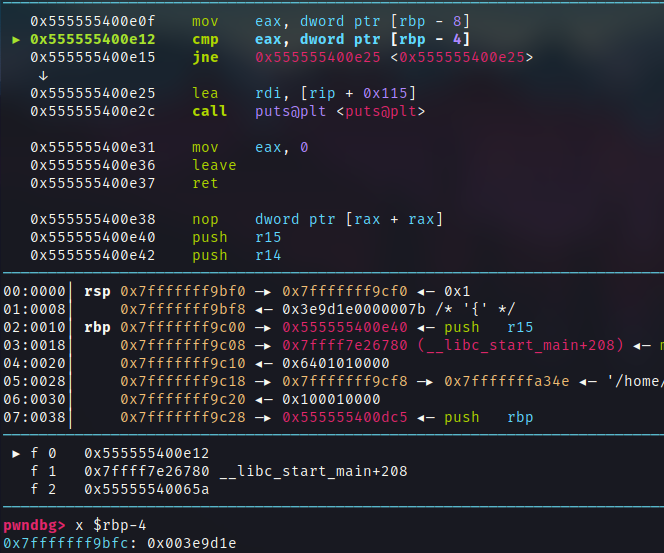 0x555555400e0f mov eax, dword ptr [rbp - 8]
► 0x555555400e12 cmp eax, dword ptr [rbp - 4]
0x555555400e15 jne 0x555555400e25 <0x555555400e25>
↓
0x555555400e25 lea rdi, [rip + 0x115]
0x555555400e2c call puts@plt <puts@plt>
0x555555400e31 mov eax, 0
0x555555400e36 leave
0x555555400e37 ret
0x555555400e38 nop dword ptr [rax + rax]
0x555555400e40 push r15
0x555555400e42 push r14
00:0000│ rsp 0x7fffffff9bf0 —▸ 0x7fffffff9cf0 ◂— 0x1
01:0008│ 0x7fffffff9bf8 ◂— 0x3e9d1e0000007b /* '{' */
02:0010│ rbp 0x7fffffff9c00 —▸ 0x555555400e40 ◂— push r15
03:0018│ 0x7fffffff9c08 —▸ 0x7ffff7e26780 (__libc_start_main+208) ◂—
04:0020│ 0x7fffffff9c10 ◂— 0x6401010000
05:0028│ 0x7fffffff9c18 —▸ 0x7fffffff9cf8 —▸ 0x7fffffffa34e ◂— '/home/
06:0030│ 0x7fffffff9c20 ◂— 0x100010000
07:0038│ 0x7fffffff9c28 —▸ 0x555555400dc5 ◂— push rbp
► f 0 0x555555400e12
f 1 0x7ffff7e26780 __libc_start_main+208
f 2 0x55555540065a
pwndbg> x $rbp-4
0x7fffffff9bfc: 0x003e9d1e